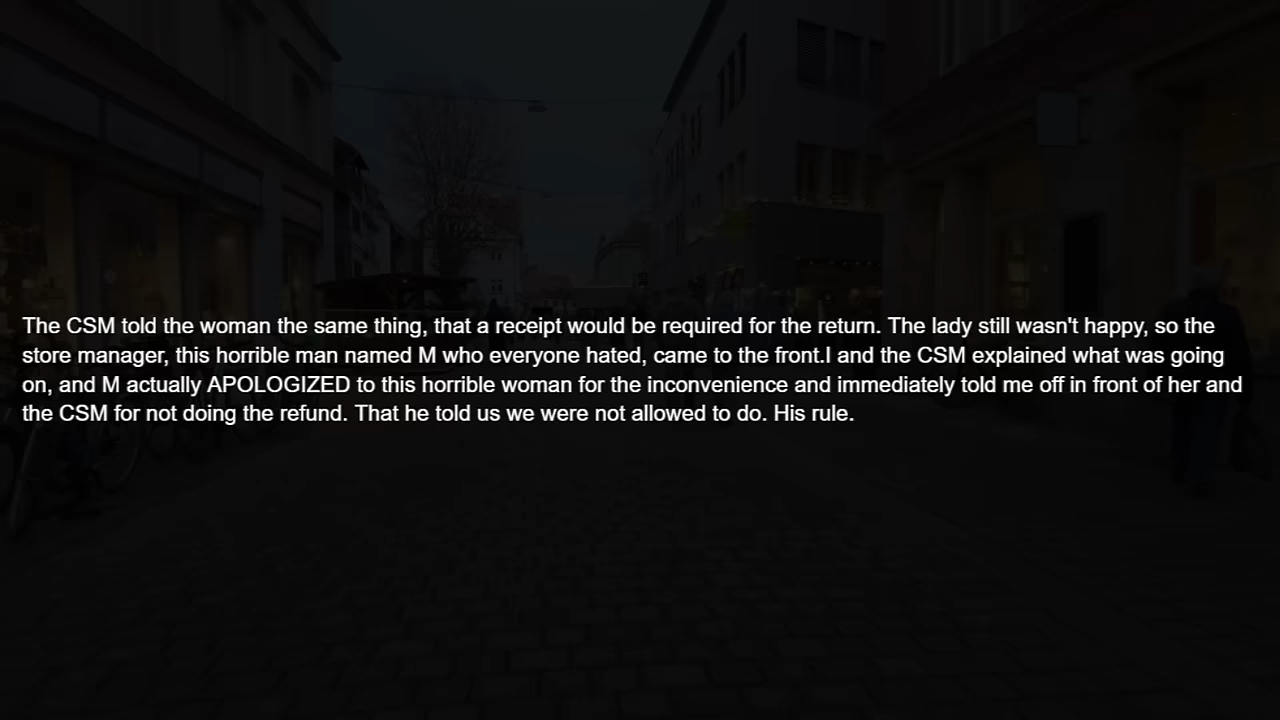 The CSM told the woman the same thing, that a receipt would be required for the return. The lady still wasn't happy, so the
store manager, this horrible man named M who everyone hated, came to the front.I and the CSM explained what was going
on, and M actually APOLOGIZED to this horrible woman for the inconvenience and immediately told me off in front of her and
the CSM for not doing the refund. That he told us we were not allowed to do. His rule.